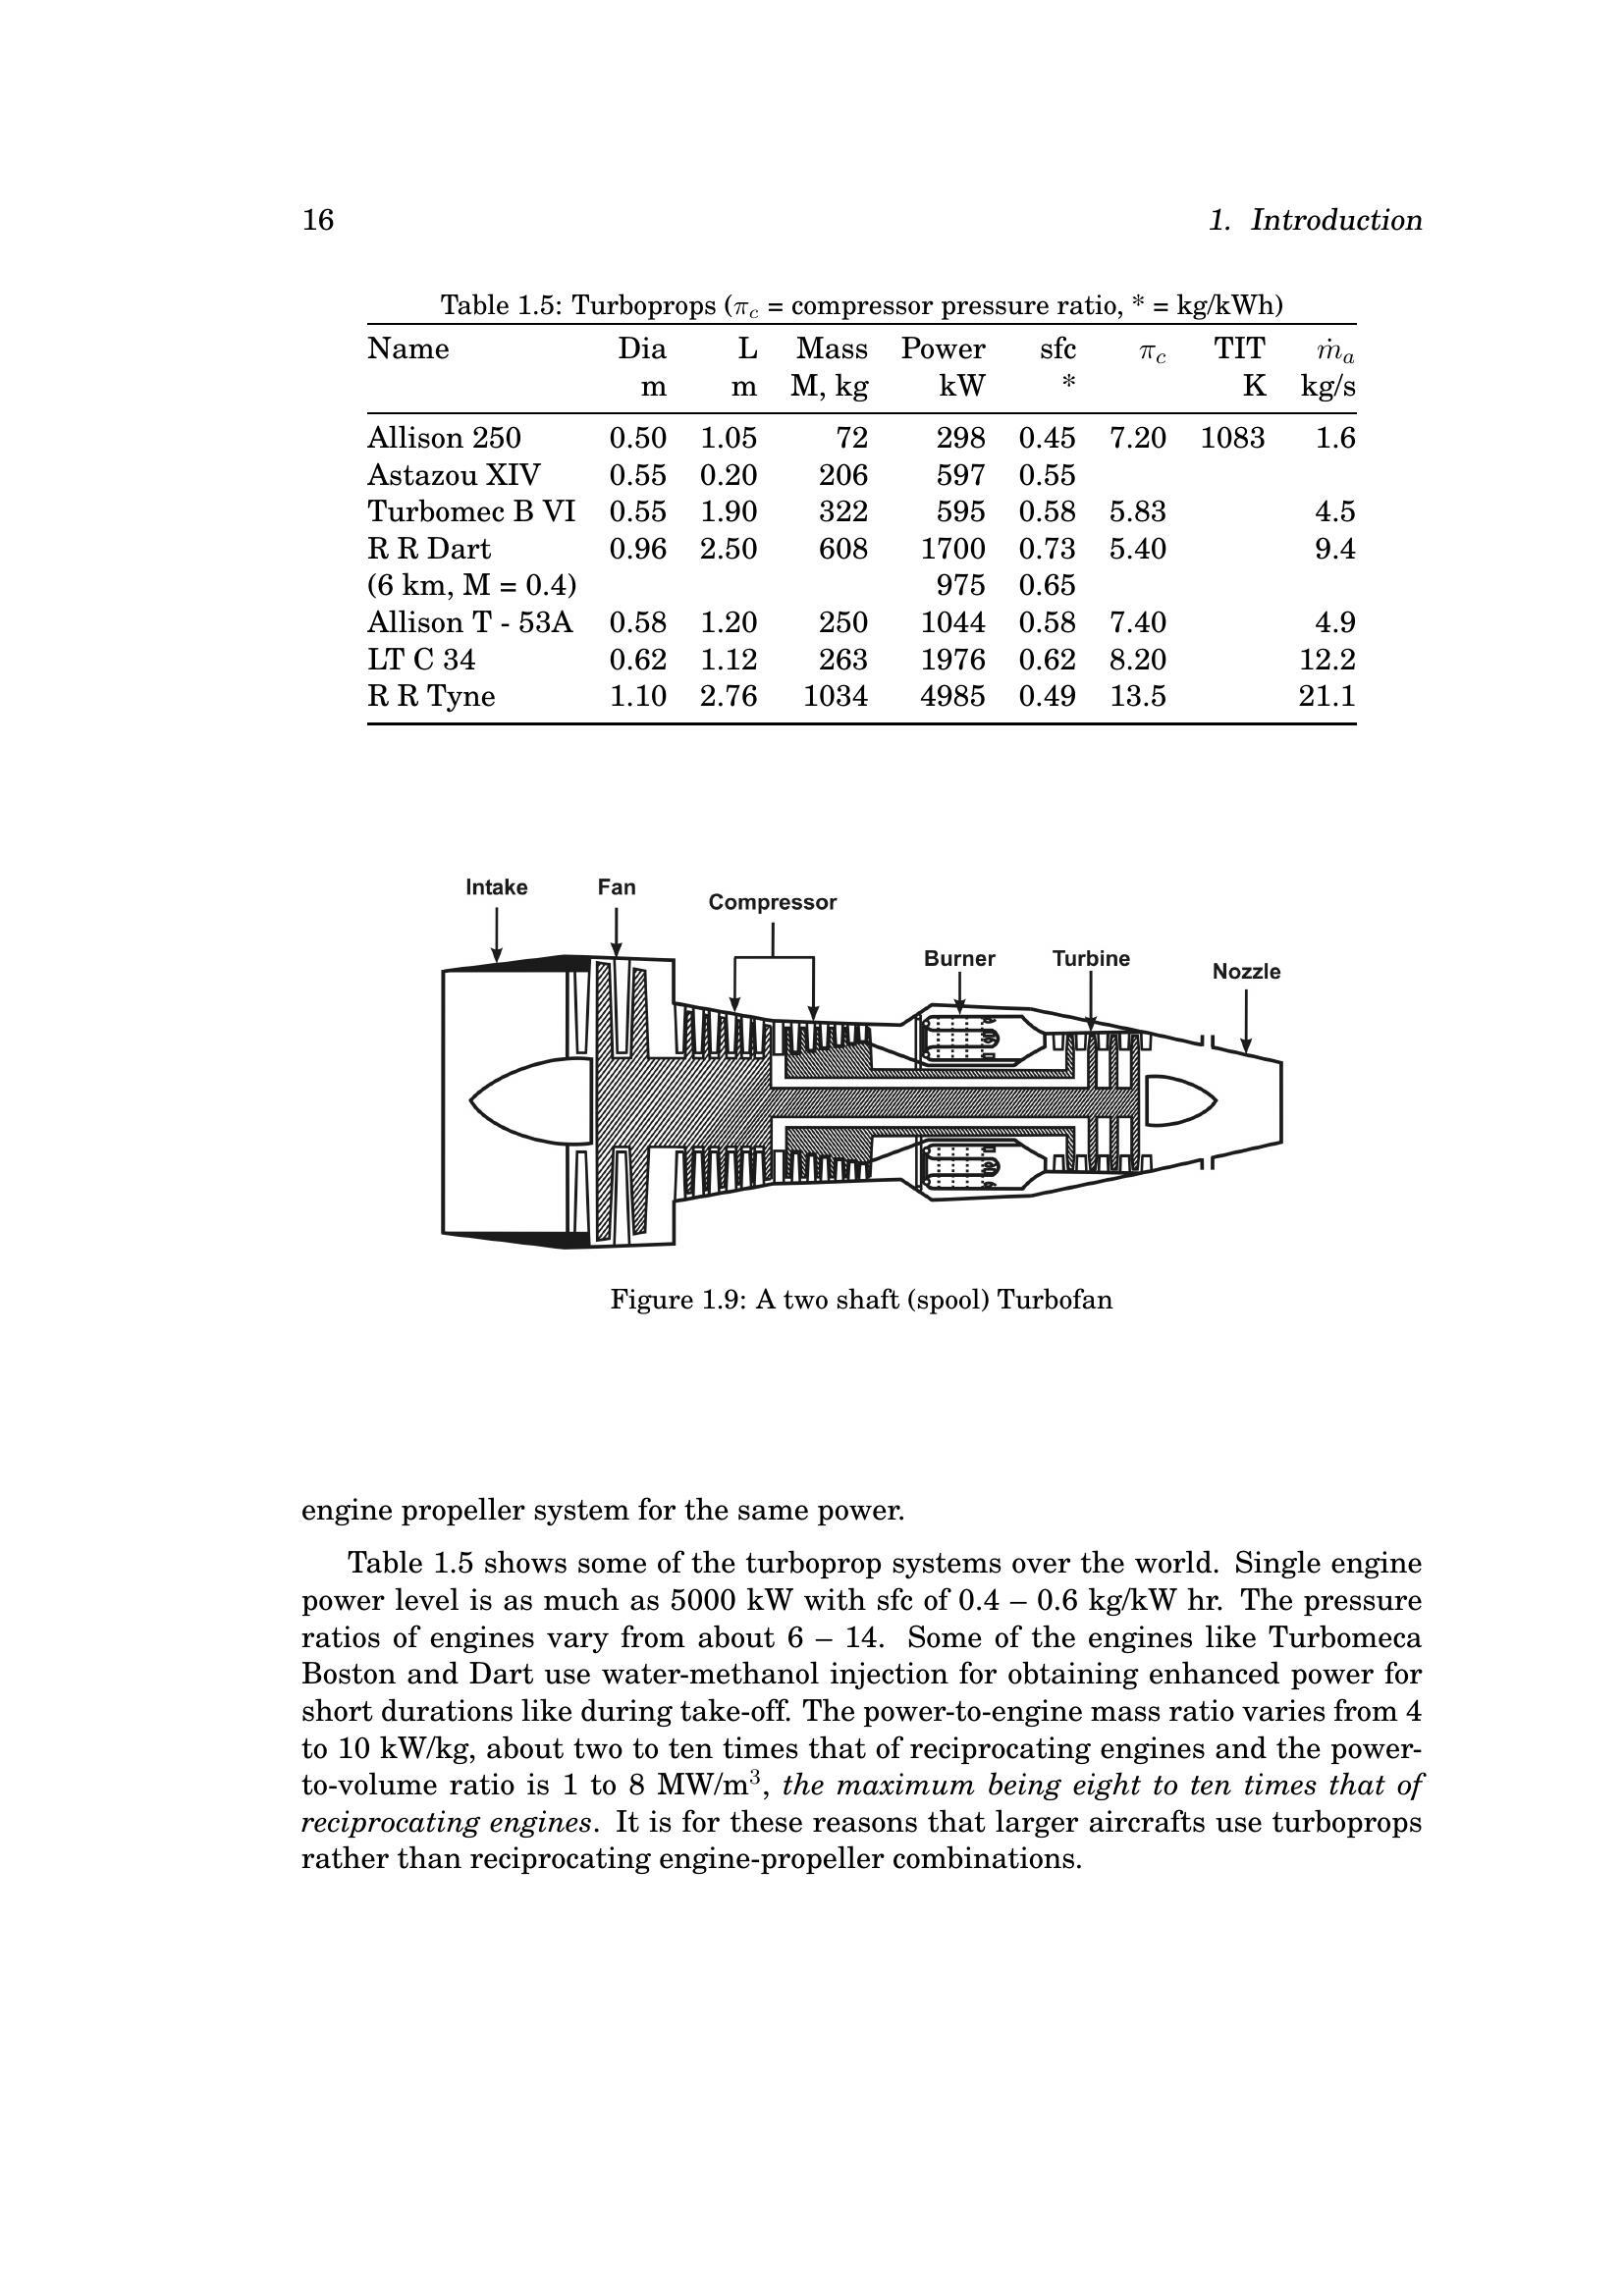 16 1. Introduction
Table 1.5: Turboprops (πc = compressor pressure ratio, * = kg/kWh)
Name Dia L Mass Power sfc πc TIT ṁa
m m M, kg kW * K kg/s
Allison 250 0.50 1.05 72 298 0.45 7.20 1083 1.6
Astazou XIV 0.55 0.20 206 597 0.55
Turbomec B VI 0.55 1.90 322 595 0.58 5.83 4.5
R R Dart 0.96 2.50 608 1700 0.73 5.40 9.4
(6 km, M = 0.4) 975 0.65
Allison T - 53A 0.58 1.20 250 1044 0.58 7.40 4.9
LT C 34 0.62 1.12 263 1976 0.62 8.20 12.2
R R Tyne 1.10 2.76 1034 4985 0.49 13.5 21.1
Intake Fan
Compressor
Burner Turbine
Nozzle
Figure 1.9: A two shaft (spool) Turbofan
engine propeller system for the same power.
Table 1.5 shows some of the turboprop systems over the world. Single engine
power level is as much as 5000 kW with sfc of 0.4 – 0.6 kg/kW hr. The pressure
ratios of engines vary from about 6 – 14. Some of the engines like Turbomeca
Boston and Dart use water-methanol injection for obtaining enhanced power for
short durations like during take-off. The power-to-engine mass ratio varies from 4
to 10 kW/kg, about two to ten times that of reciprocating engines and the power-
to-volume ratio is 1 to 8 MW/m³, the maximum being eight to ten times that of
reciprocating engines. It is for these reasons that larger aircrafts use turboprops
rather than reciprocating engine-propeller combinations.